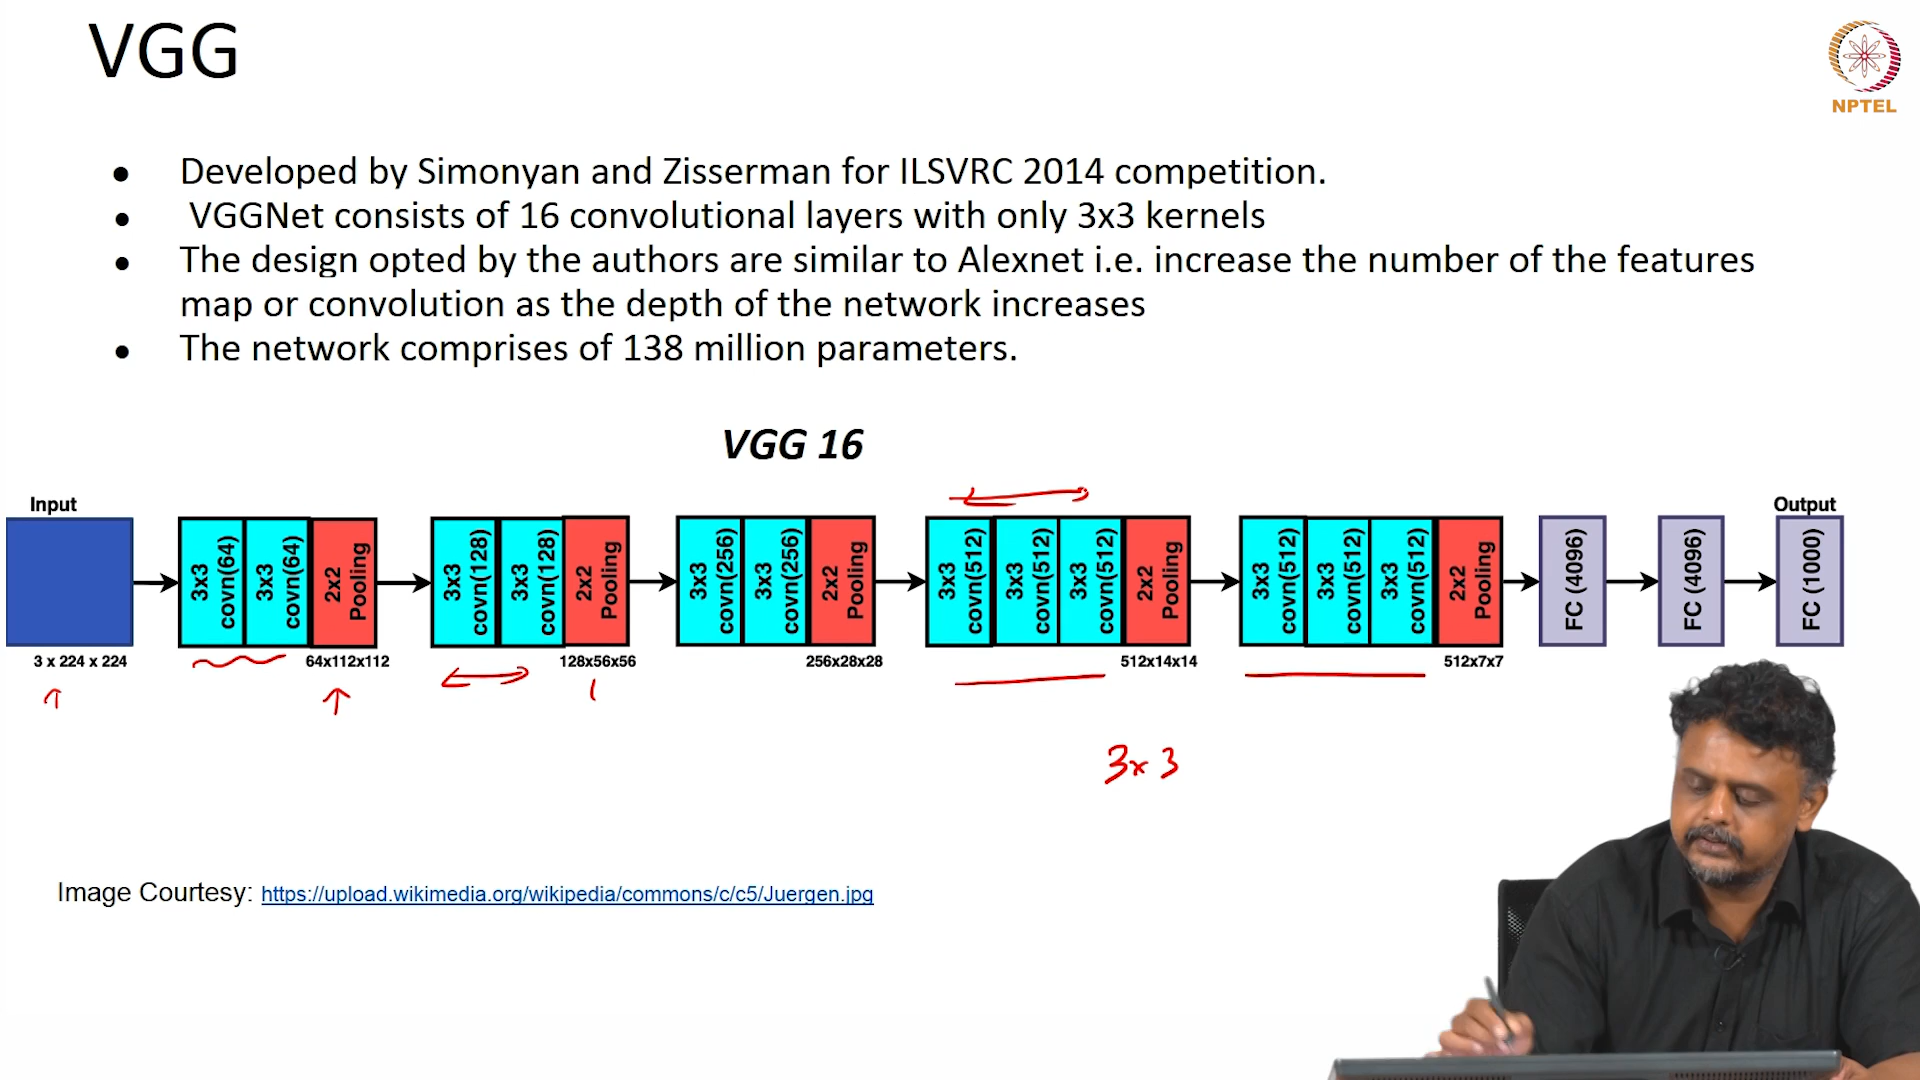 VGG
NPTEL
● Developed by Simonyan and Zisserman for ILSVRC 2014 competition.
● VGGNet consists of 16 convolutional layers with only 3x3 kernels
● The design opted by the authors are similar to Alexnet i.e. increase the number of the features
map or convolution as the depth of the network increases
● The network comprises of 138 million parameters.
VGG 16
Input
Output
3x3
covn(64)
3x3
covn(64)
2x2
Pooling
3x3
covn(128)
3x3
covn(128)
2x2
Pooling
3x3
covn(256)
3x3
covn(256)
2x2
Pooling
3x3
covn(512)
3x3
covn(512)
3x3
covn(512)
2x2
Pooling
3x3
covn(512)
3x3
covn(512)
3x3
covn(512)
2x2
Pooling
FC (4096)
FC (4096)
FC (1000)
3 x 224 x 224
64x112x112
128x56x56
256x28x28
512x14x14
512x7x7
3x3
Image Courtesy: https://upload.wikimedia.org/wikipedia/commons/c/c5/Juergen.jpg